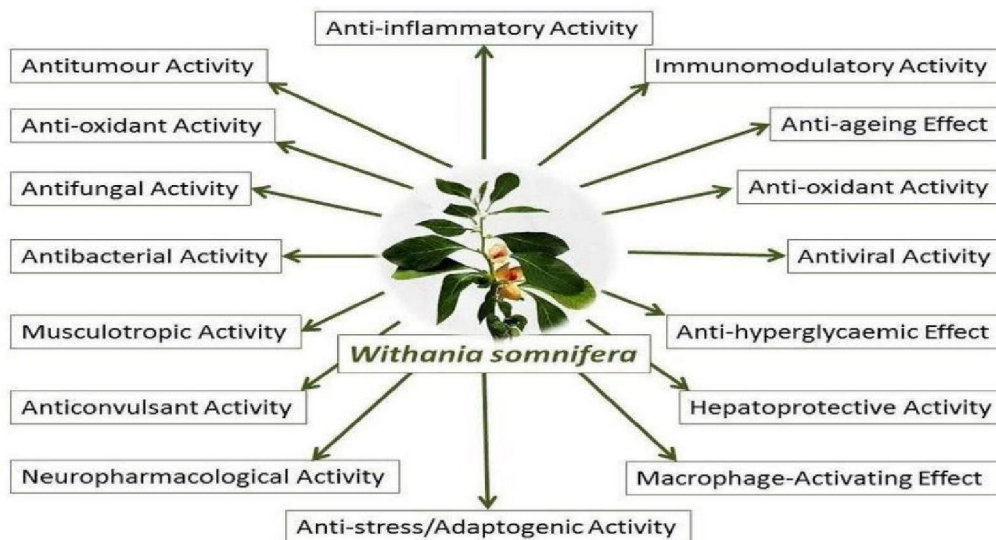 Anti-inflammatory Activity
Antitumour Activity
Immunomodulatory Activity
Anti-oxidant Activity
Anti-ageing Effect
Antifungal Activity
Anti-oxidant Activity
Antibacterial Activity
Antiviral Activity
Musculotropic Activity
Anti-hyperglycaemic Effect
Withania somnifera
Anticonvulsant Activity
Hepatoprotective Activity
Neuropharmacological Activity
Macrophage-Activating Effect
Anti-stress/Adaptogenic Activity